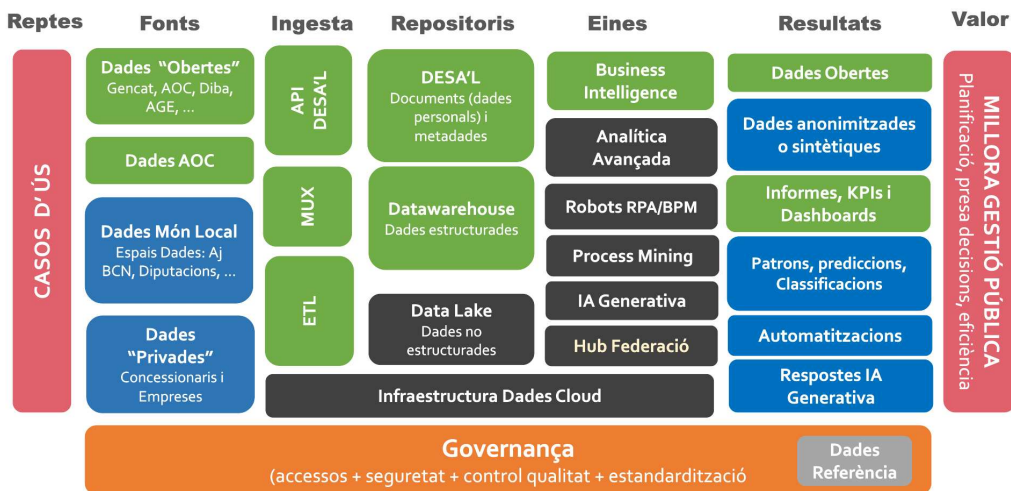 Reptes
Fonts
Ingesta
Repositoris
Eines
Resultats
Valor
CASOS D' ÚS
Dades "Obertes"
Gencat, AOC, Diba,
AGE, ...
Dades AOC
Dades Món Local
Espais Dades: Aj
BCN, Diputacions, ...
Dades
"Privades"
Concessionaris i
Empreses
API
DESA'L
MUX
ETL
DESA'L
Documents (dades
personals) i
metadades
Datawarehouse
Dades estructurades
Data Lake
Dades no
estructurades
Business
Intelligence
Analítica
Avançada
Robots RPA/BPM
Process Mining
IA Generativa
Hub Federació
Infraestructura Dades Cloud
Dades Obertes
Dades anonimitzades
o sintètiques
Informes, KPIs i
Dashboards
Patrons, prediccions,
Classificacions
Automatitzacions
Respostes IA
Generativa
MILLORA GESTIÓ PÚBLICA
Planificació, presa decisions, eficiència
Governança
(accessos + seguretat + control qualitat + estandardització
Dades
Referència